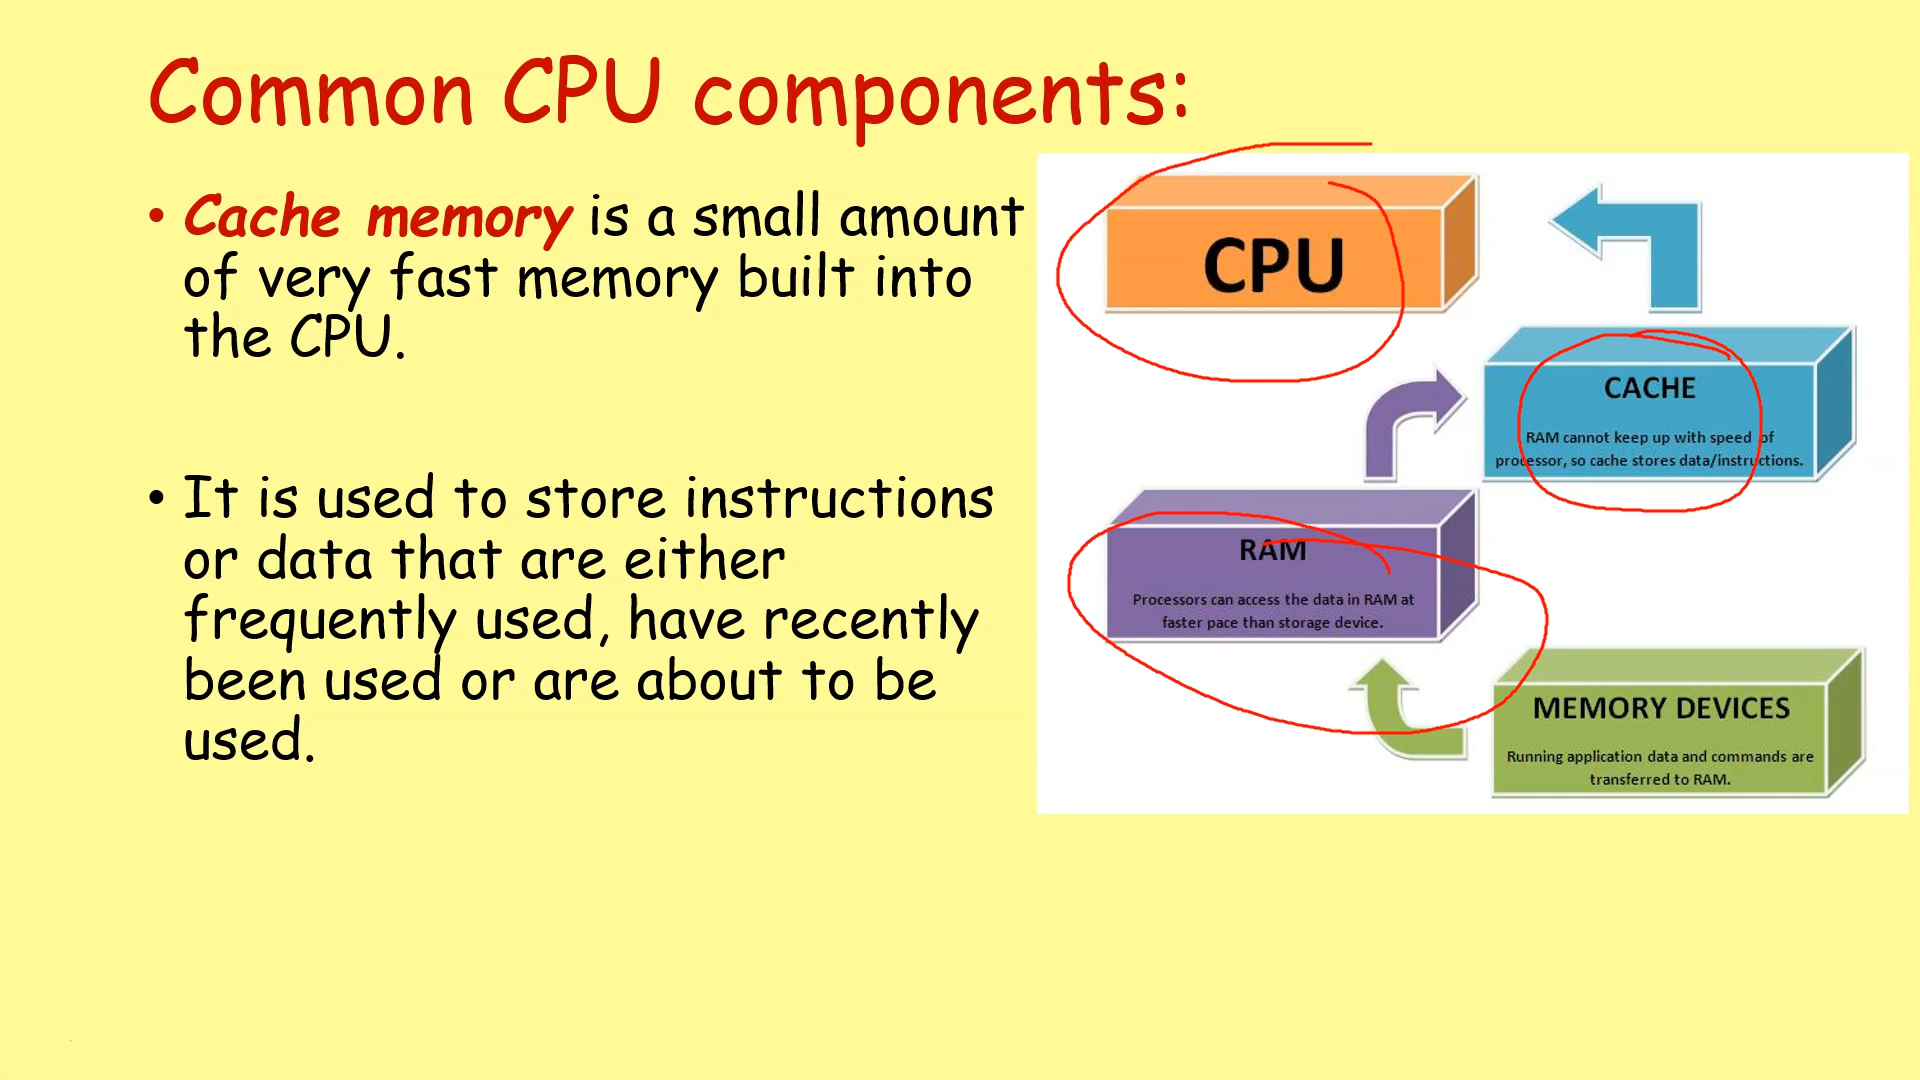 Common CPU components:
• Cache memory is a small amount
of very fast memory built into
the CPU.
• It is used to store instructions
or data that are either
frequently used, have recently
been used or are about to be
used.
CPU
CACHE
RAM cannot keep up with speed of
processor, so cache stores data/instructions.
RAM
Processors can access the data in RAM at
faster pace than storage device.
MEMORY DEVICES
Running application data and commands are
transferred to RAM.